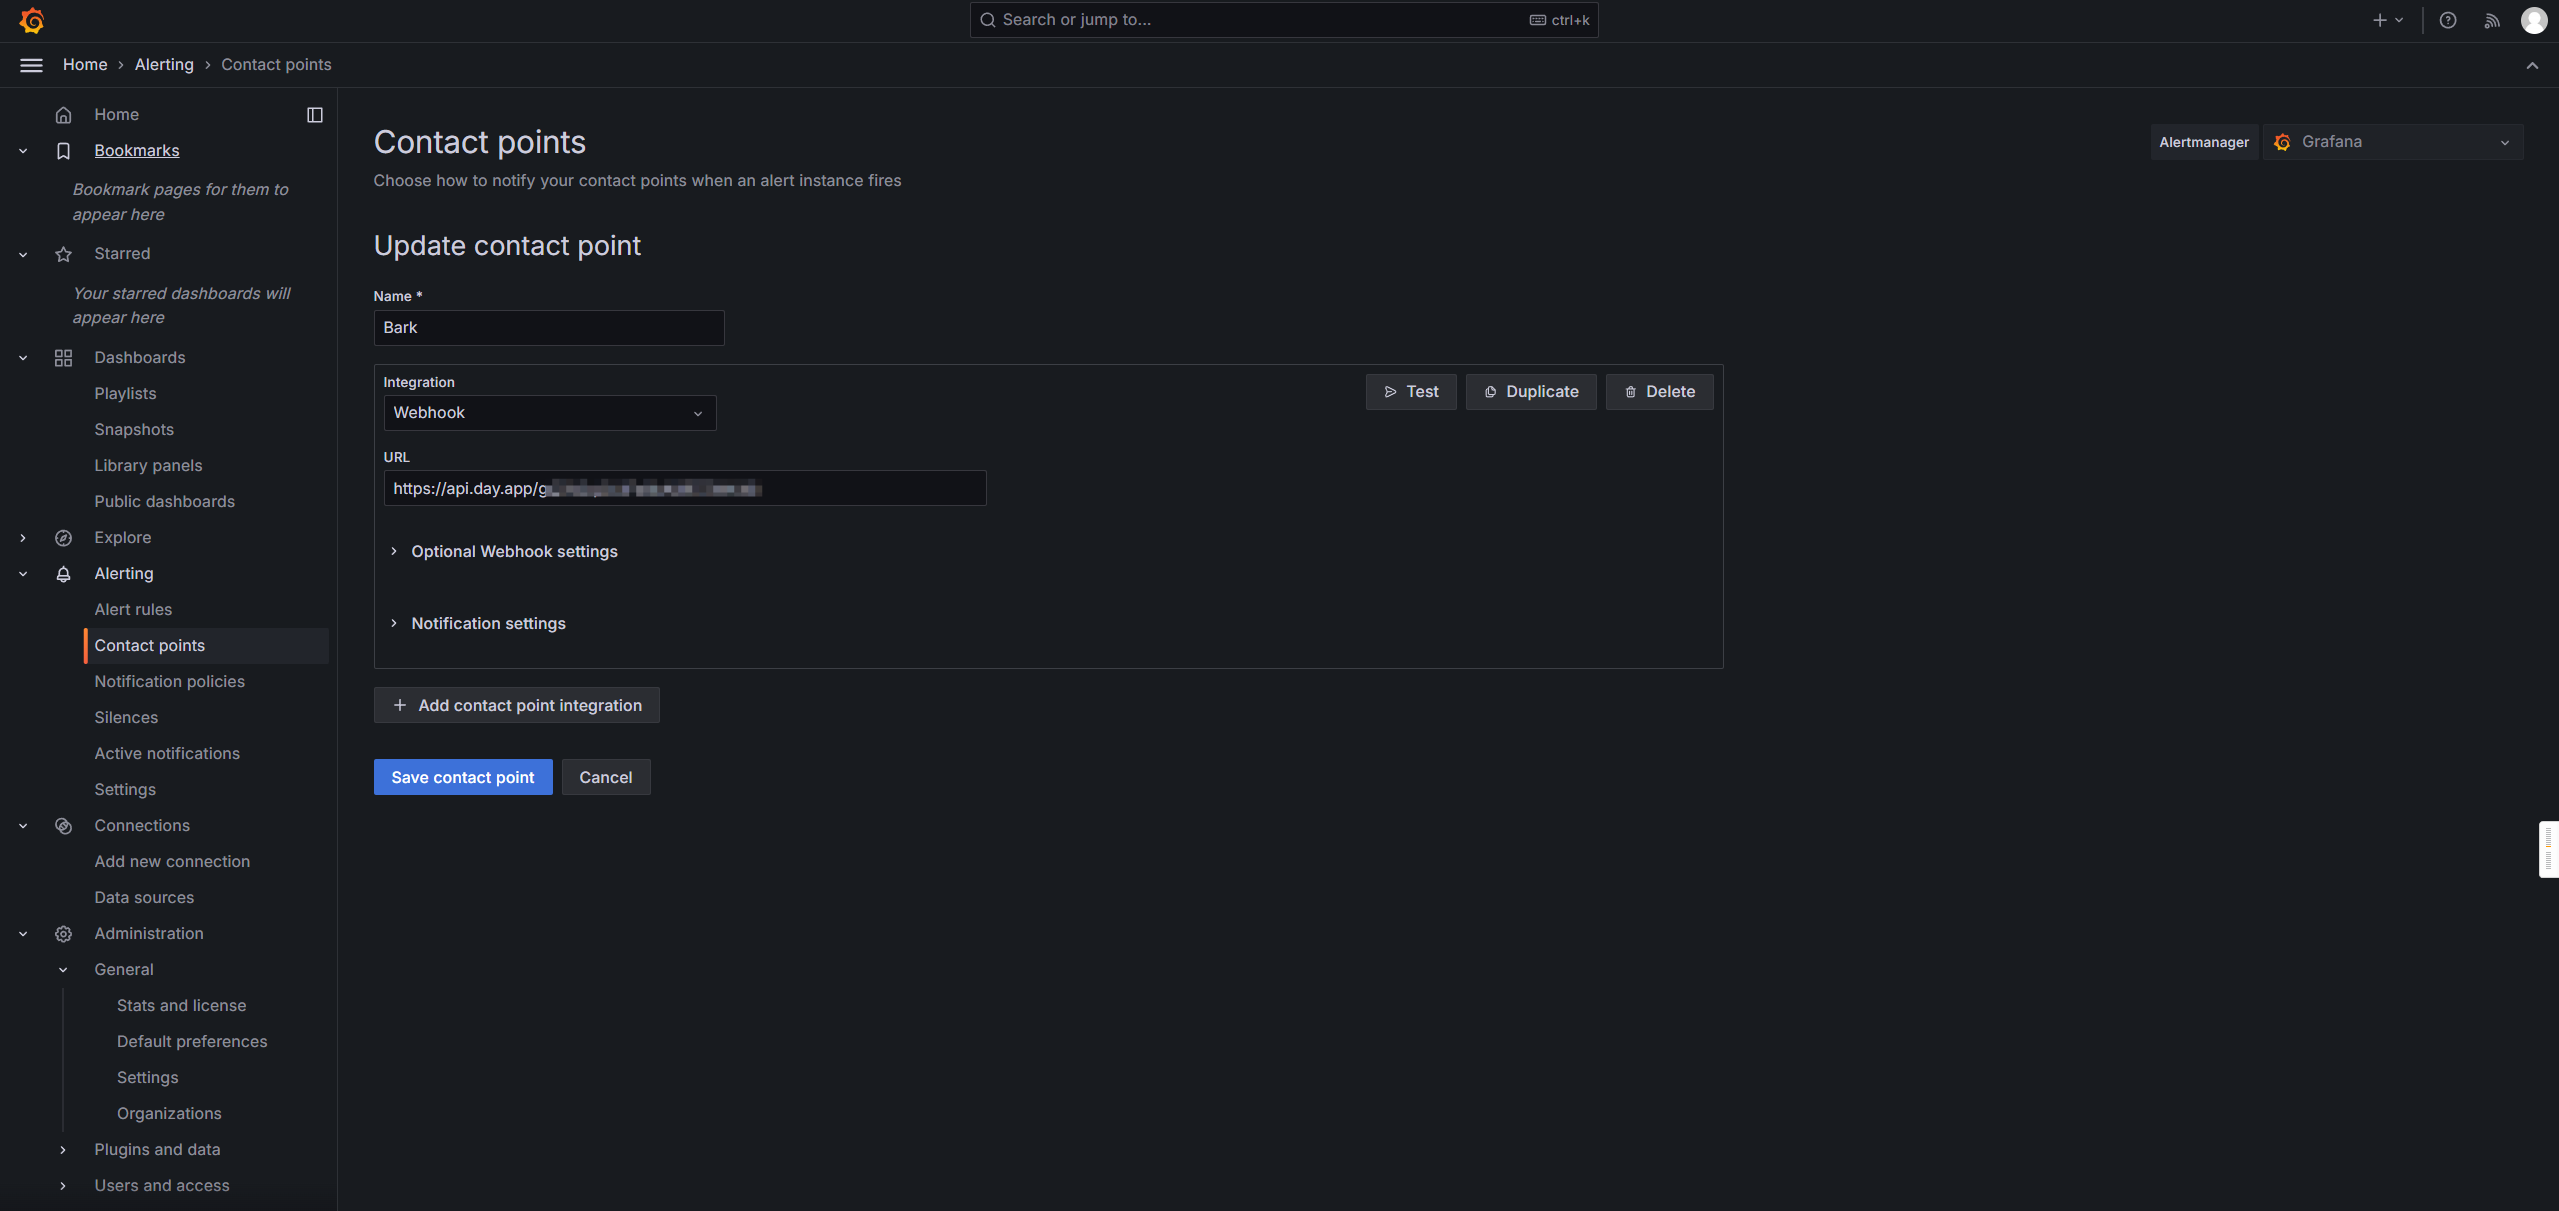 Search or jump to...
ctrl+k
Home
Alerting
Contact points
Home
Bookmarks
Bookmark pages for them to
appear here
Starred
Your starred dashboards will
appear here
Dashboards
Playlists
Snapshots
Library panels
Public dashboards
Explore
Alerting
Alert rules
Contact points
Notification policies
Silences
Active notifications
Settings
Connections
Add new connection
Data sources
Administration
General
Stats and license
Default preferences
Settings
Organizations
Plugins and data
Users and access
Contact points
Choose how to notify your contact points when an alert instance fires
Alertmanager
Grafana
Update contact point
Name *
Bark
Integration
Webhook
Test
Duplicate
Delete
URL
https://api.day.app/g
Optional Webhook settings
Notification settings
Add contact point integration
Save contact point
Cancel